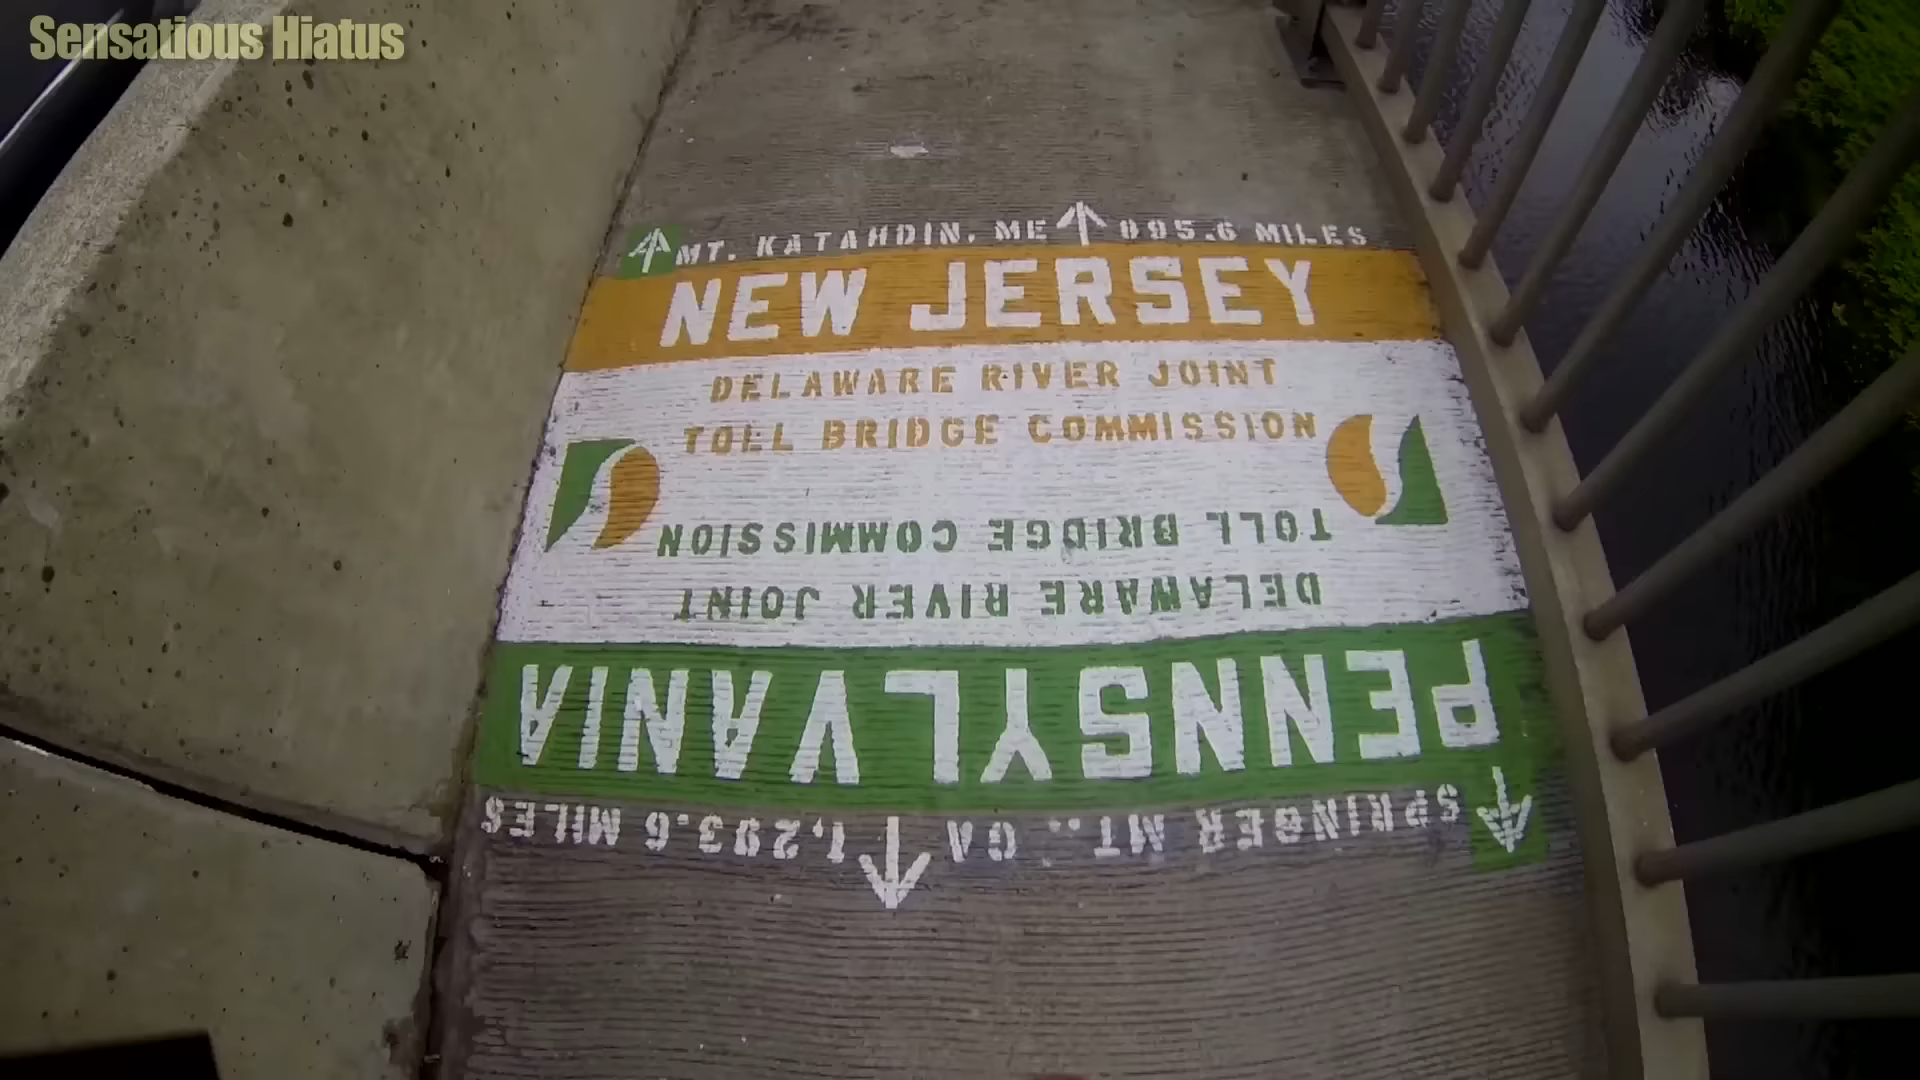 Sensatious Hiatus
MT. KATAHDIN, ME 895.6 MILES
NEW JERSEY
DELAWARE RIVER JOINT
TOLL BRIDGE COMMISSION
TOLL BRIDGE COMMISSION
DELAWARE RIVER JOINT
PENNSYLVANIA
SPRINGER MT., GA 1,293.6 MILES